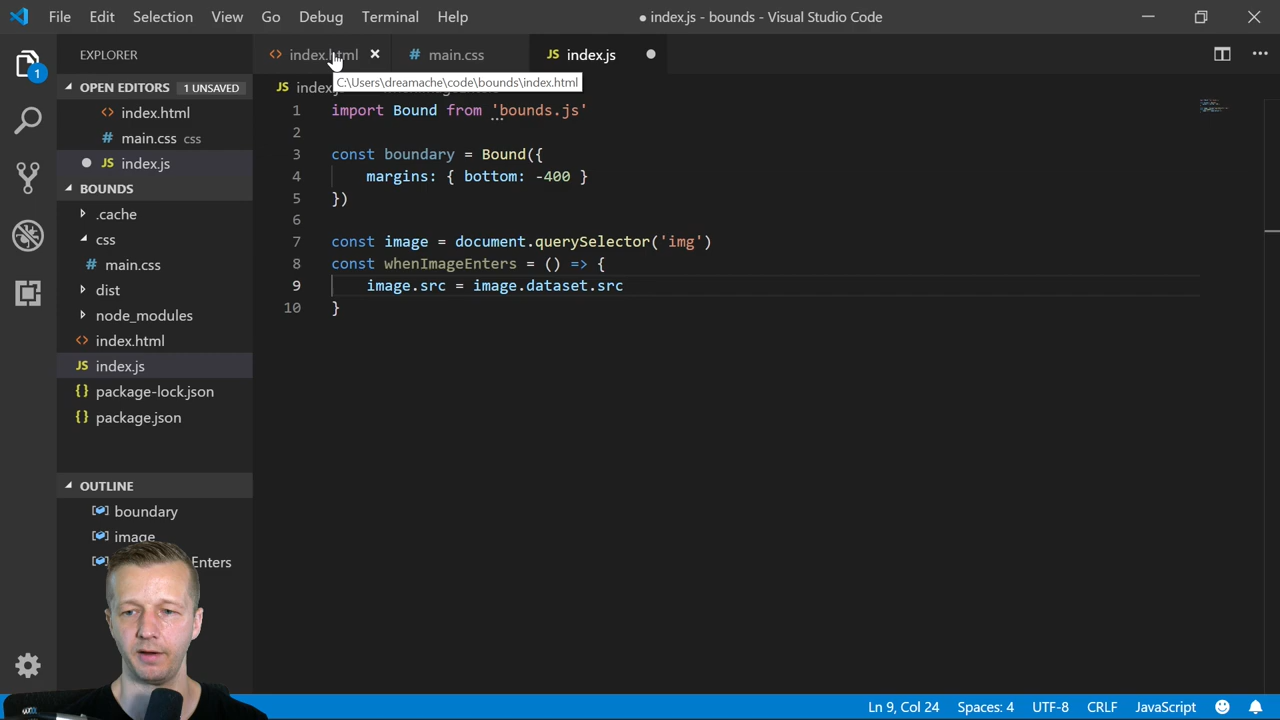 File Edit Selection View Go Debug Terminal Help
● index.js - bounds - Visual Studio Code
EXPLORER
OPEN EDITORS 1 UNSAVED
index.html
main.css css
index.js
BOUNDS
.cache
css
main.css
dist
node_modules
index.html
index.js
package-lock.json
package.json
OUTLINE
boundary
image
Enters
1
index.html
main.css
JS index.js
C:\Users\dreamache\code\bounds\index.html
JS index
1 import Bound from 'bounds.js'
2
3 const boundary = Bound({
4 margins: { bottom: -400 }
5 })
6
7 const image = document.querySelector('img')
8 const whenImageEnters = () => {
9 image.src = image.dataset.src
10 }
Ln 9, Col 24 Spaces: 4 UTF-8 CRLF JavaScript